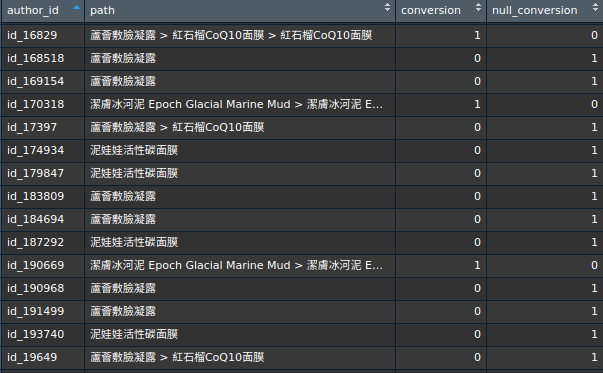 author_id path conversion null_conversion
id_16829 蘆薈敷臉凝露 > 紅石榴CoQ10面膜 > 紅石榴CoQ10面膜 1 0
id_168518 蘆薈敷臉凝露 0 1
id_169154 蘆薈敷臉凝露 0 1
id_170318 潔膚冰河泥 Epoch Glacial Marine Mud > 潔膚冰河泥 E... 1 0
id_17397 蘆薈敷臉凝露 > 紅石榴CoQ10面膜 0 1
id_174934 泥娃娃活性碳面膜 0 1
id_179847 泥娃娃活性碳面膜 0 1
id_183809 蘆薈敷臉凝露 0 1
id_184694 蘆薈敷臉凝露 0 1
id_187292 泥娃娃活性碳面膜 0 1
id_190669 潔膚冰河泥 Epoch Glacial Marine Mud > 潔膚冰河泥 E... 1 0
id_190968 蘆薈敷臉凝露 0 1
id_191499 蘆薈敷臉凝露 0 1
id_193740 泥娃娃活性碳面膜 0 1
id_19649 蘆薈敷臉凝露 > 紅石榴CoQ10面膜 0 1